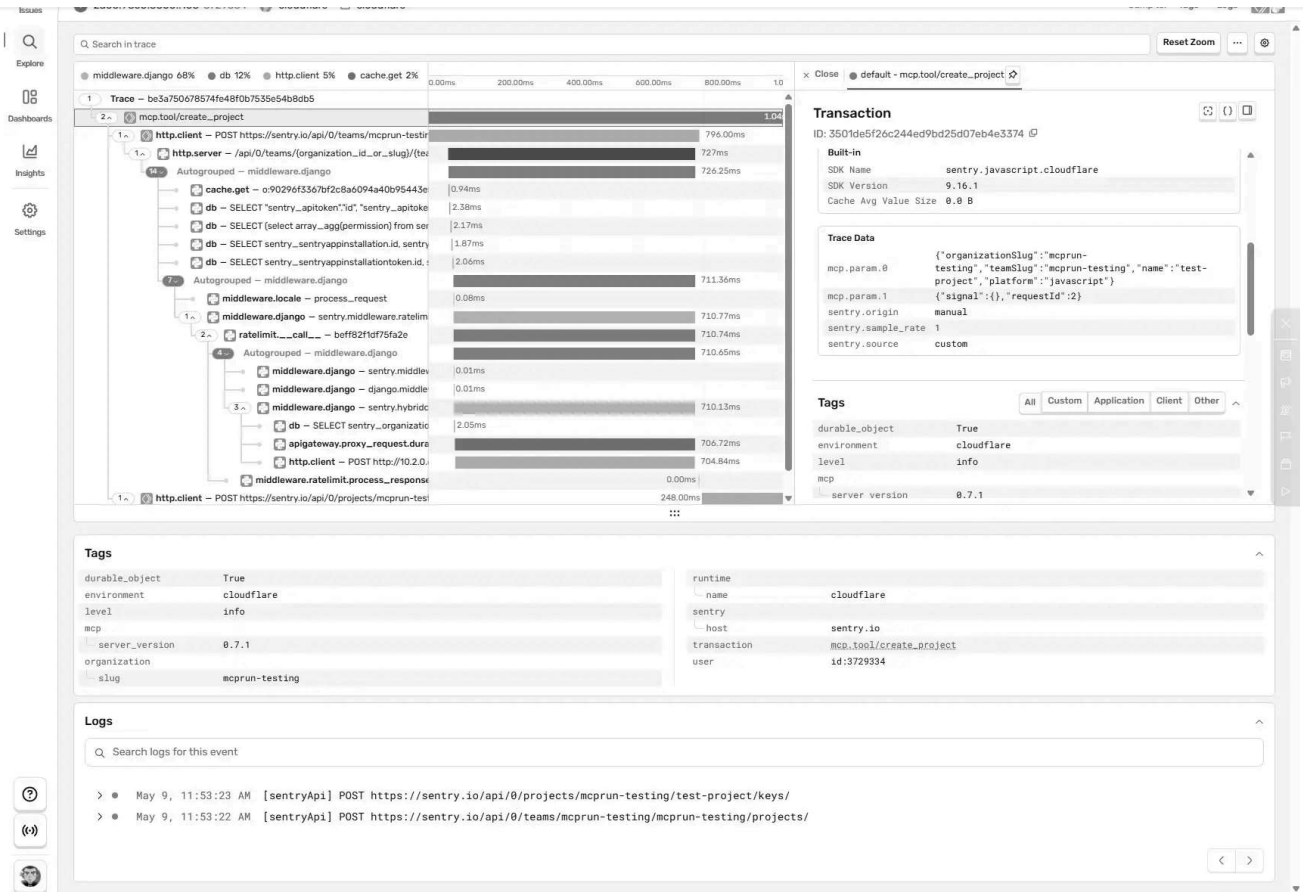 Issues
Explore
Dashboards
Insights
Settings
Search in trace
Reset Zoom
middleware.django 68% db 12% http.client 5% cache.get 2%
0.00ms 200.00ms 400.00ms 600.00ms 800.00ms 1.0
1 Trace — be3a750678574fe48f0b7535e54b8db5
2 mcp.tool/create_project 1.04
1 http.client — POST https://sentry.io/api/0/teams/mcprun-testin 796.00ms
1 http.server — /api/0/teams/{organization_id_or_slug}/{tea 727ms
14 Autogrouped — middleware.django 726.25ms
cache.get — o:90296f3367bf2c8a6094a40b95443e 0.94ms
db — SELECT "sentry_apitoken"."id", "sentry_apitoke 2.38ms
db — SELECT (select array_agg(permission) from ser 2.17ms
db — SELECT sentry_sentryappinstallation.id, sentry 1.87ms
db — SELECT sentry_sentryappinstallationtoken.id, 2.06ms
7 Autogrouped — middleware.django 711.36ms
middleware.locale — process_request 0.08ms
1 middleware.django — sentry.middleware.ratelim 710.77ms
2 ratelimit.__call__ — beff82f1df75fa2e 710.74ms
4 Autogrouped — middleware.django 710.65ms
middleware.django — sentry.middlew 0.01ms
middleware.django — django.middle 0.01ms
3 middleware.django — sentry.hybridc 710.13ms
db — SELECT sentry_organizatio 2.05ms
apigateway.proxy_request.dura 706.72ms
http.client — POST http://10.2.0. 704.84ms
middleware.ratelimit.process_response 0.00ms
1 http.client — POST https://sentry.io/api/0/projects/mcprun-test 248.00ms
× Close default - mcp.tool/create_project
Transaction
ID: 3501de5f26c244ed9bd25d07eb4e3374
Built-in
SDK Name sentry.javascript.cloudflare
SDK Version 9.16.1
Cache Avg Value Size 0.0 B
Trace Data
mcp.param.0 {"organizationSlug":"mcprun-
testing","teamSlug":"mcprun-testing","name":"test-
project","platform":"javascript"}
mcp.param.1 {"signal":{},"requestId":2}
sentry.origin manual
sentry.sample_rate 1
sentry.source custom
Tags
All Custom Application Client Other
durable_object True
environment cloudflare
level info
mcp
server_version 0.7.1
Tags
durable_object True
environment cloudflare
level info
mcp
server_version 0.7.1
organization
slug mcprun-testing
runtime
name cloudflare
sentry
host sentry.io
transaction mcp.tool/create_project
user id:3729334
Logs
Search logs for this event
May 9, 11:53:23 AM [sentryApi] POST https://sentry.io/api/0/projects/mcprun-testing/test-project/keys/
May 9, 11:53:22 AM [sentryApi] POST https://sentry.io/api/0/teams/mcprun-testing/mcprun-testing/projects/